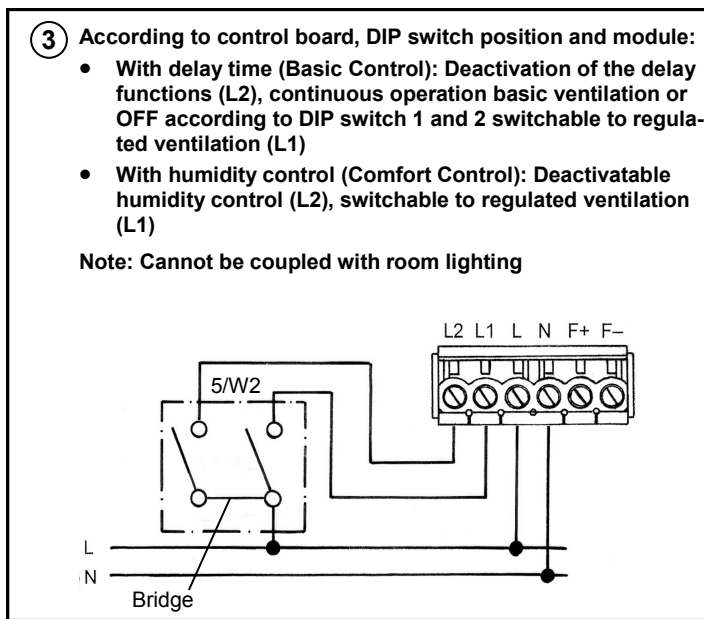 3 According to control board, DIP switch position and module:
• With delay time (Basic Control): Deactivation of the delay
functions (L2), continuous operation basic ventilation or
OFF according to DIP switch 1 and 2 switchable to regula-
ted ventilation (L1)
• With humidity control (Comfort Control): Deactivatable
humidity control (L2), switchable to regulated ventilation
(L1)
Note: Cannot be coupled with room lighting
L2 L1 L N F+ F–
5/W2
L
N
Bridge